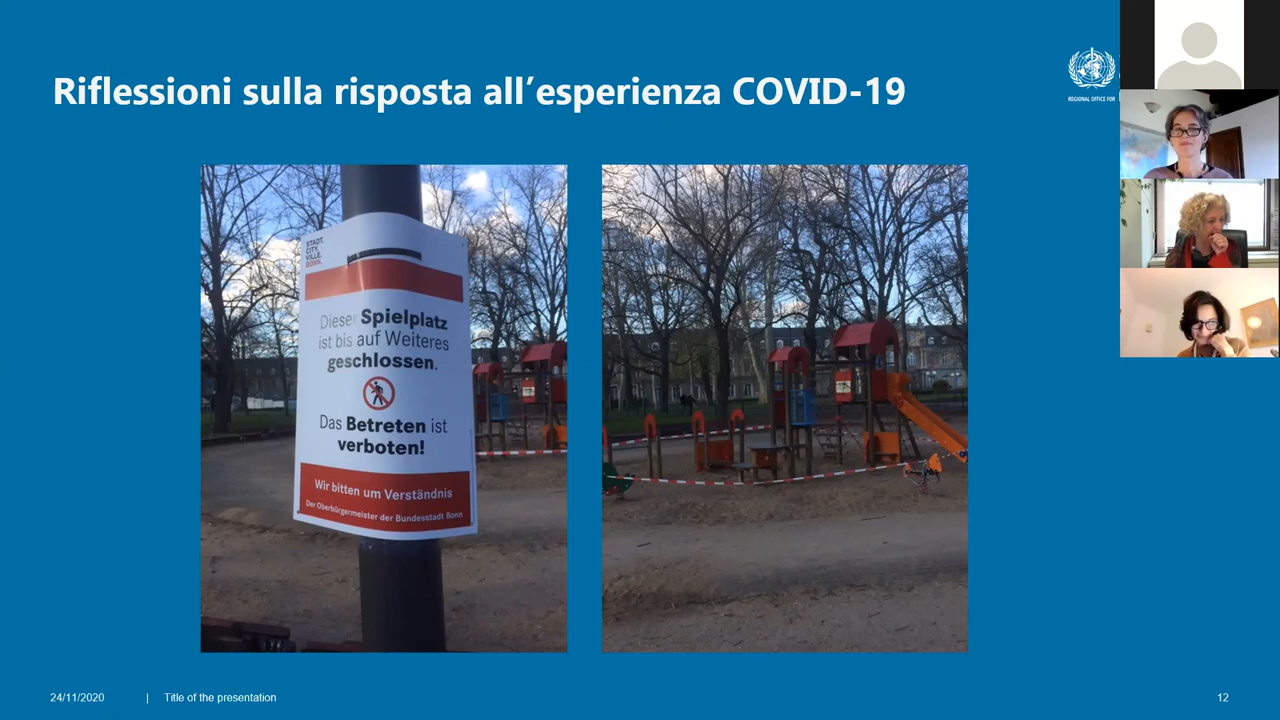 Riflessioni sulla risposta all´esperienza COVID-19
REGIONAL OFFICE FOR
STADT.
CITY.
VILLE.
BONN.
Dieser Spielplatz
ist bis auf Weiteres
geschlossen.
Das Betreten ist
verboten!
Wir bitten um Verständnis
Der Oberbürgermeister der Bundesstadt Bonn
24/11/2020 | Title of the presentation 12